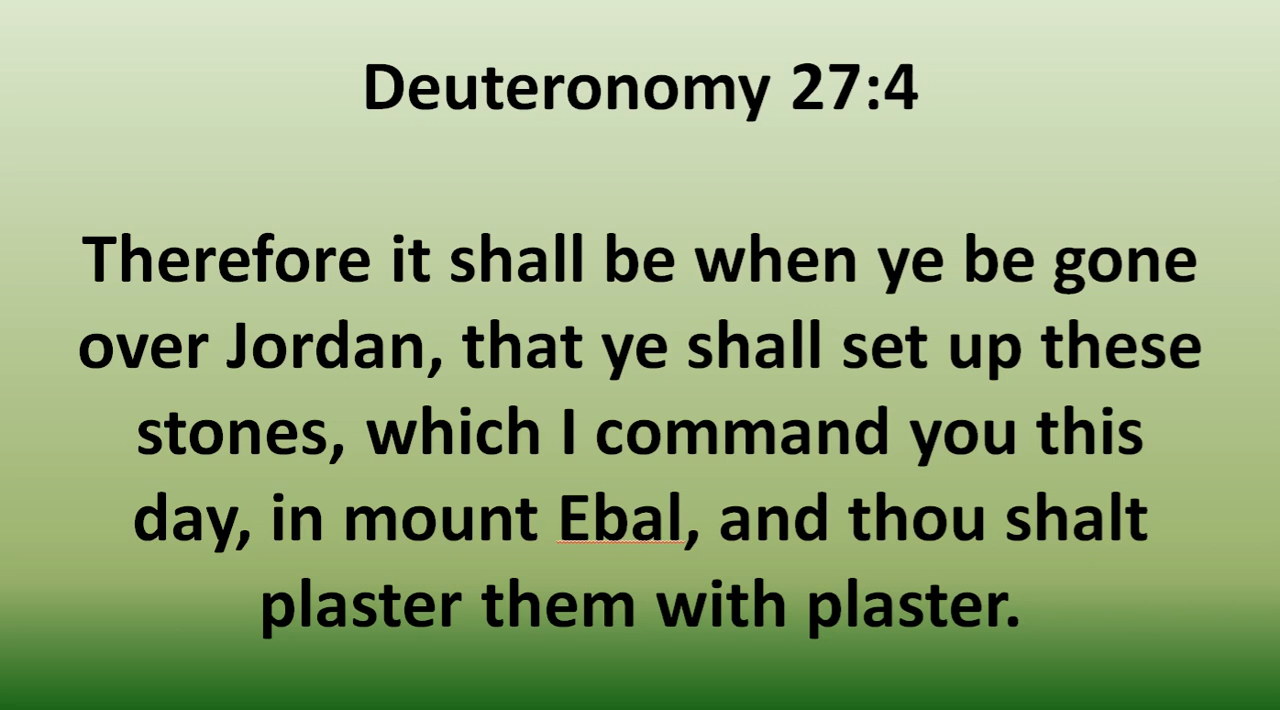 Deuteronomy 27:4
Therefore it shall be when ye be gone
over Jordan, that ye shall set up these
stones, which I command you this
day, in mount Ebal, and thou shalt
plaster them with plaster.